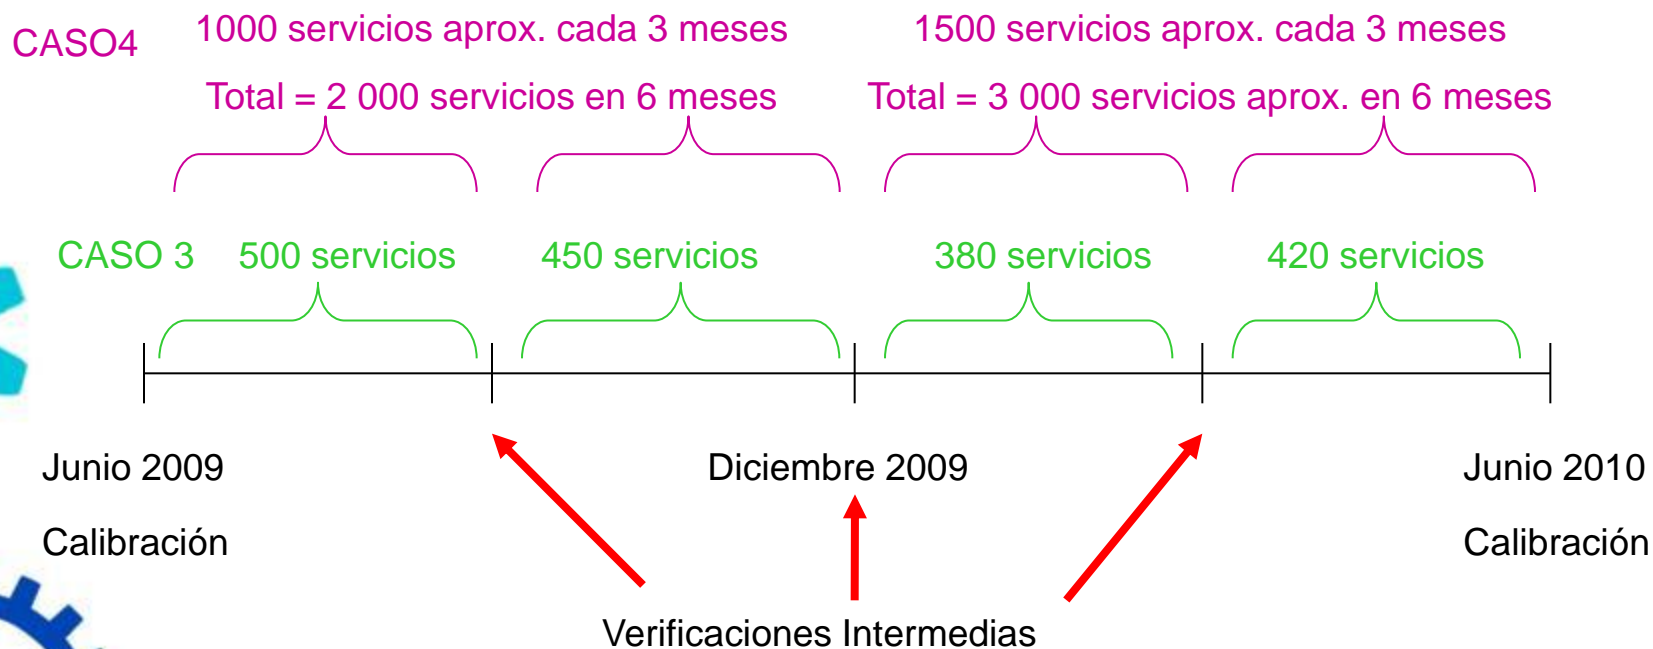 CASO4
1000 servicios aprox. cada 3 meses
1500 servicios aprox. cada 3 meses
Total = 2 000 servicios en 6 meses
Total = 3 000 servicios aprox. en 6 meses
CASO 3
500 servicios
450 servicios
380 servicios
420 servicios
Junio 2009
Diciembre 2009
Junio 2010
Calibración
Calibración
Verificaciones Intermedias